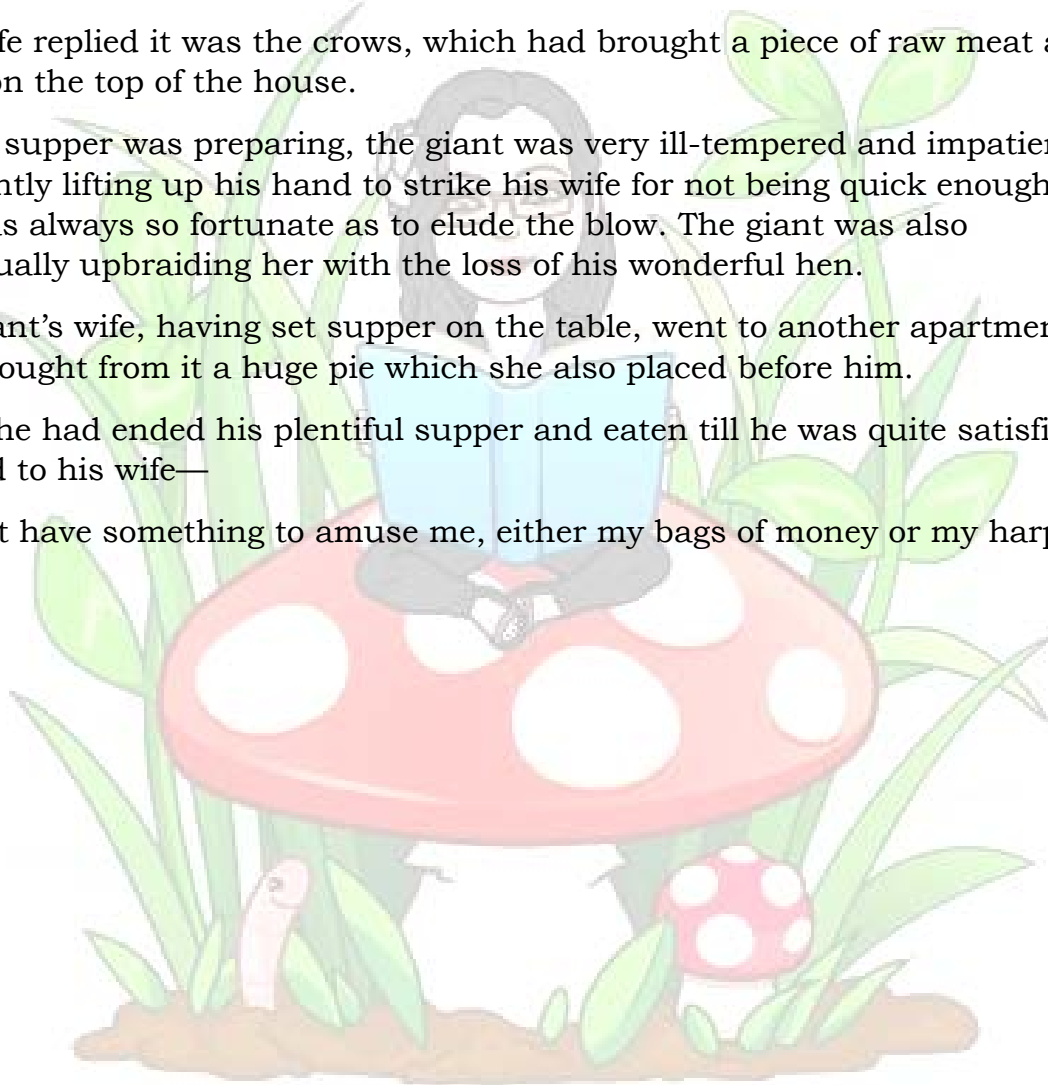 fe replied it was the crows, which had brought a piece of raw meat a
on the top of the house.
supper was preparing, the giant was very ill-tempered and impatien
ntly lifting up his hand to strike his wife for not being quick enough
s always so fortunate as to elude the blow. The giant was also
ually upbraiding her with the loss of his wonderful hen.
ant’s wife, having set supper on the table, went to another apartmen
ought from it a huge pie which she also placed before him.
he had ended his plentiful supper and eaten till he was quite satisfi
d to his wife—
t have something to amuse me, either my bags of money or my harp